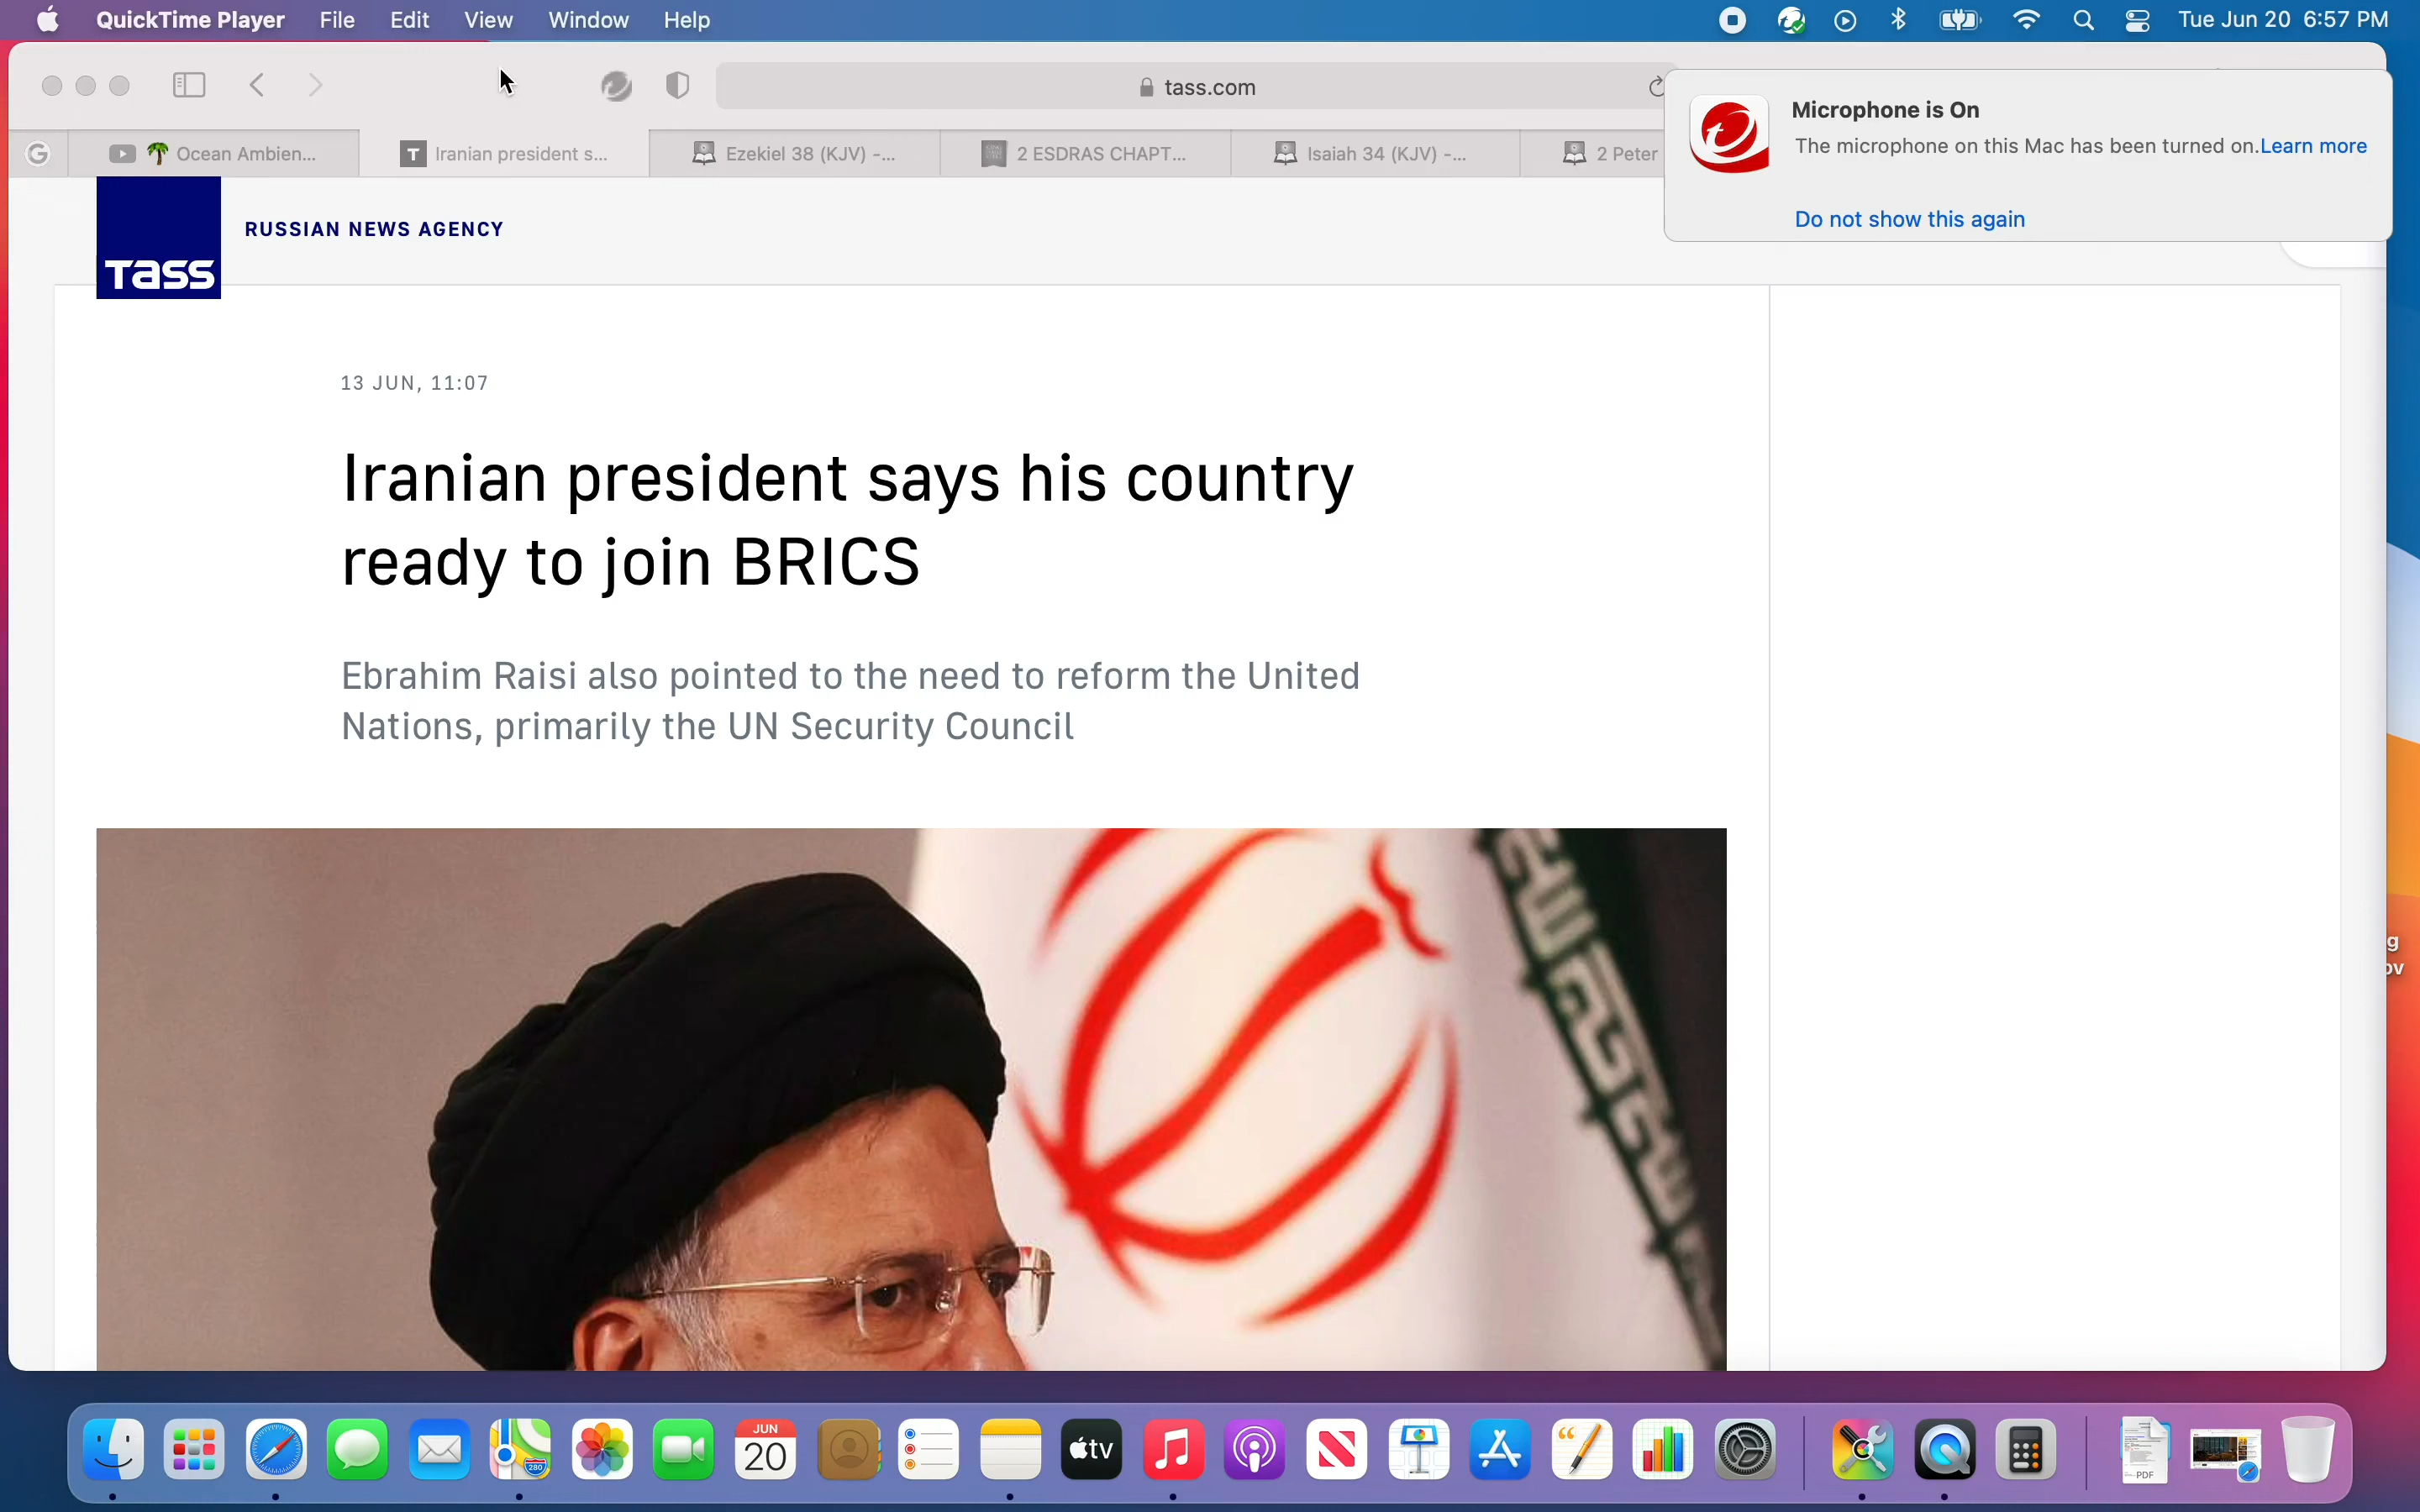 QuickTime Player File Edit View Window Help Tue Jun 20 6:57 PM
tass.com
Microphone is On
The microphone on this Mac has been turned on. Learn more
Do not show this again
G Ocean Ambien... T Iranian president s... Ezekiel 38 (KJV) -... 2 ESDRAS CHAPT... Isaiah 34 (KJV) -... 2 Peter
TASS
RUSSIAN NEWS AGENCY
13 JUN, 11:07
Iranian president says his country
ready to join BRICS
Ebrahim Raisi also pointed to the need to reform the United
Nations, primarily the UN Security Council
g
ov
280
JUN
20
tv
PDF